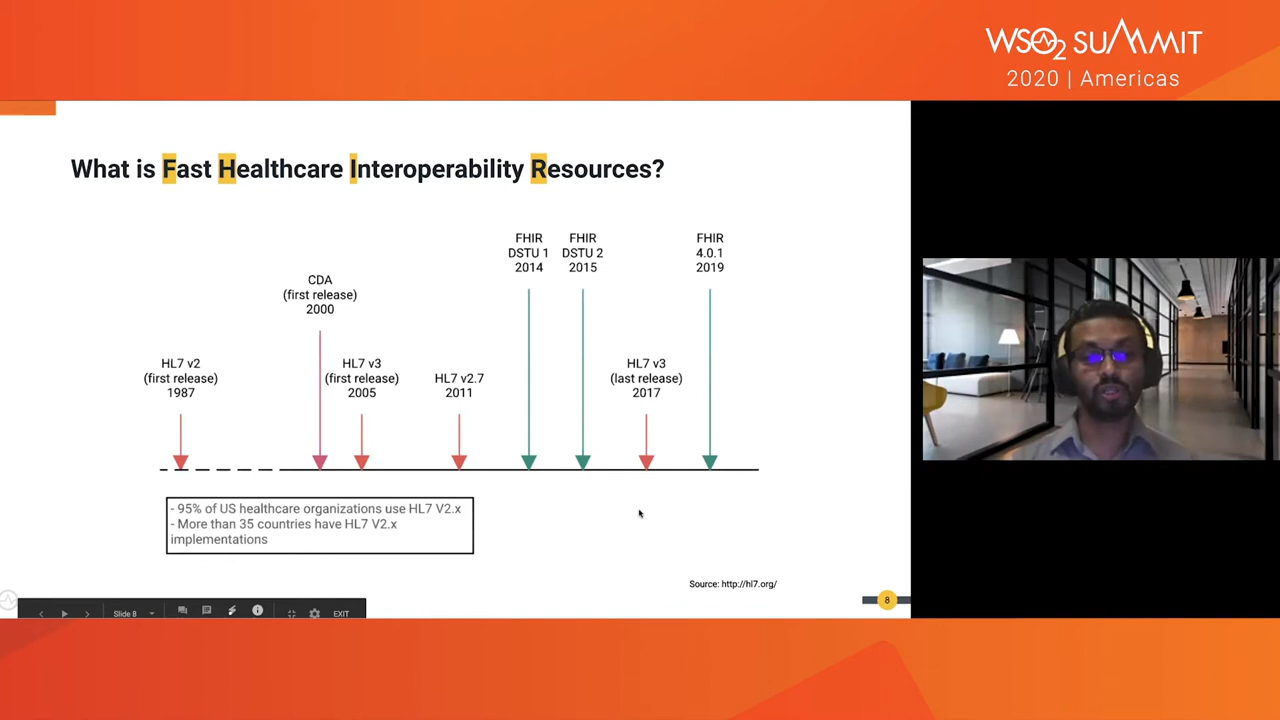 WSO2 SUMMIT
2020 | Americas
What is Fast Healthcare Interoperability Resources?
FHIR
DSTU 1
2014
FHIR
DSTU 2
2015
FHIR
4.0.1
2019
CDA
(first release)
2000
HL7 v2
(first release)
1987
HL7 v3
(first release)
2005
HL7 v2.7
2011
HL7 v3
(last release)
2017
- 95% of US healthcare organizations use HL7 V2.x
- More than 35 countries have HL7 V2.x
implementations
Source: http://hl7.org/
8
Slide 8
EXIT